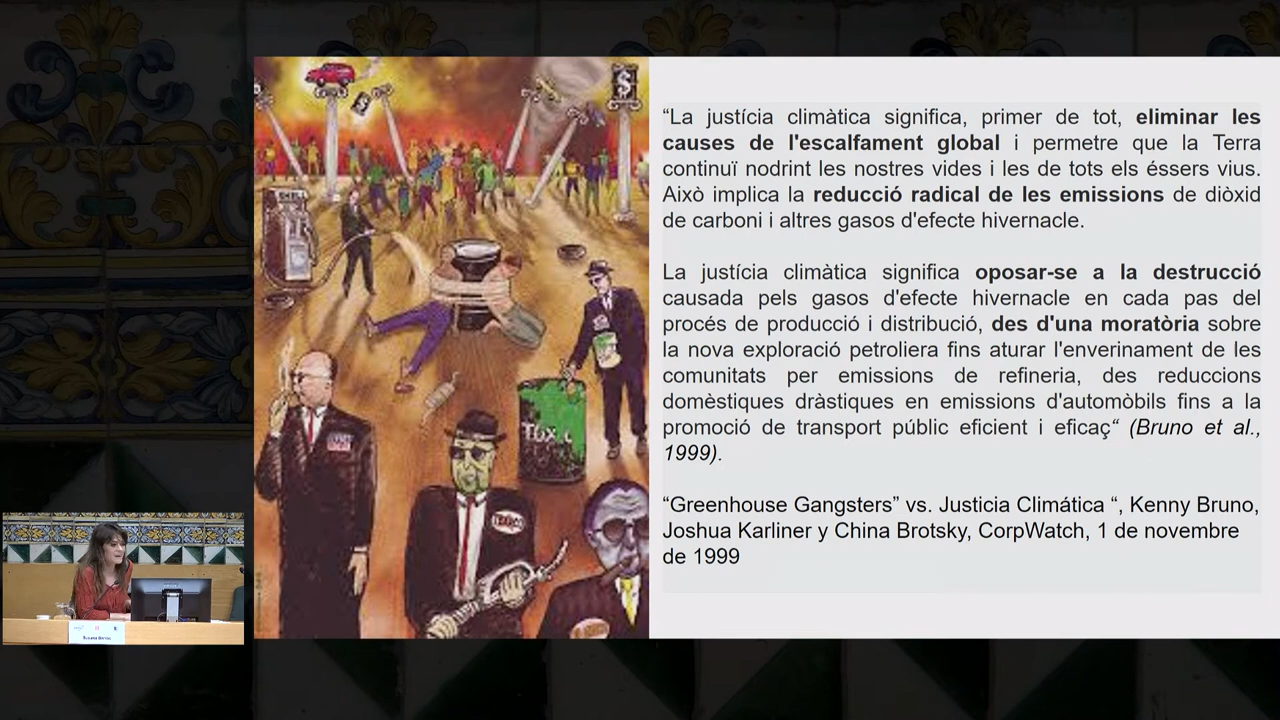 “La justícia climàtica significa, primer de tot, eliminar les
causes de l'escalfament global i permetre que la Terra
continuï nodrint les nostres vides i les de tots els éssers vius.
Això implica la reducció radical de les emissions de diòxid
de carboni i altres gasos d'efecte hivernacle.
La justícia climàtica significa oposar-se a la destrucció
causada pels gasos d'efecte hivernacle en cada pas del
procés de producció i distribució, des d'una moratòria sobre
la nova exploració petroliera fins aturar l'enverinament de les
comunitats per emissions de refineria, des de reduccions
domèstiques dràstiques en emissions d'automòbils fins a la
promoció de transport públic eficient i eficaç“ (Bruno et al.,
1999).
“Greenhouse Gangsters” vs. Justicia Climática “, Kenny Bruno,
Joshua Karliner y China Brotsky, CorpWatch, 1 de novembre
de 1999
$
SHELL